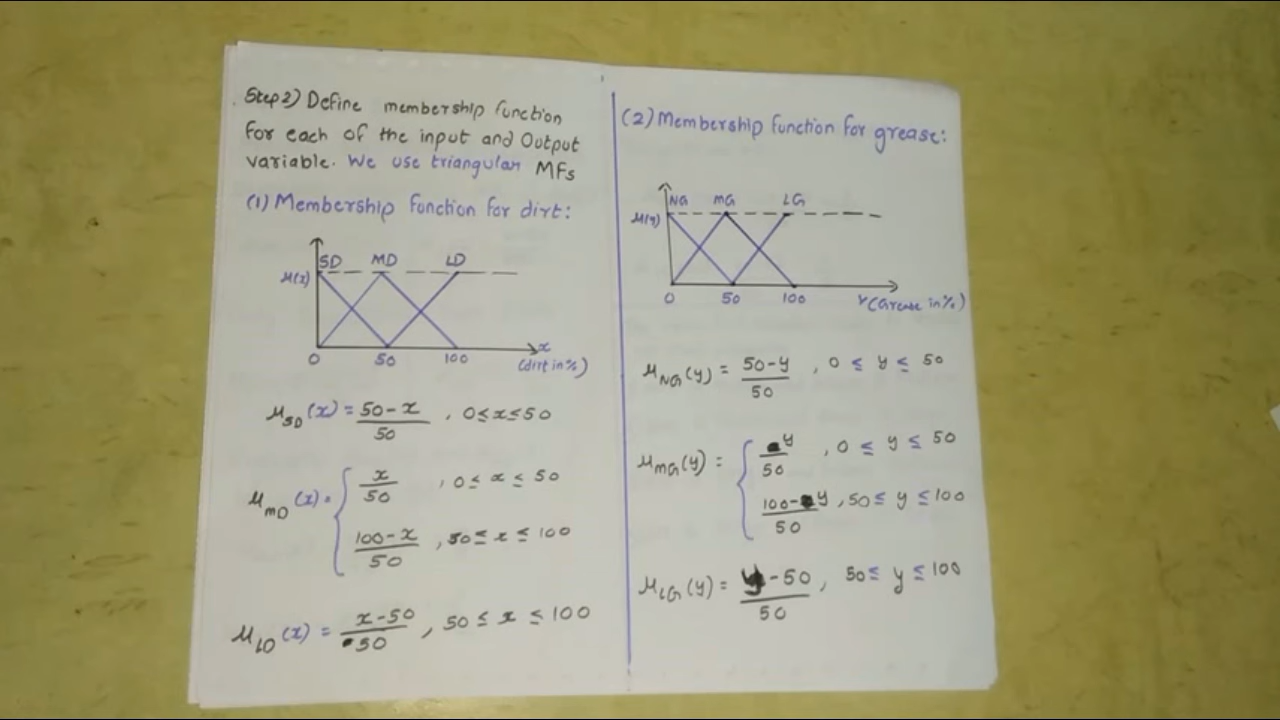 Step2) Define membership function
for each of the input and Output
variable. We use triangular MFs
(1) Membership function for dirt:
SD MD LD
μ(x)
0 50 100 x
(dirt in %)
μSD(x) = 50-x / 50 , 0≤x≤50
μmD(x) = { x / 50 , 0≤ x ≤ 50
100-x / 50 , 50≤ x ≤ 100
μLD(x) = x-50 / 50 , 50 ≤ x ≤ 100
(2) Membership function for grease:
NG mG LG
μ(y)
0 50 100 Y (Grease in %)
μNG(y) = 50-y / 50 , 0 ≤ y ≤ 50
μmG(y) = { y / 50 , 0 ≤ y ≤ 50
100-y / 50 , 50≤ y ≤100
μLG(y) = y-50 / 50 , 50≤ y ≤100